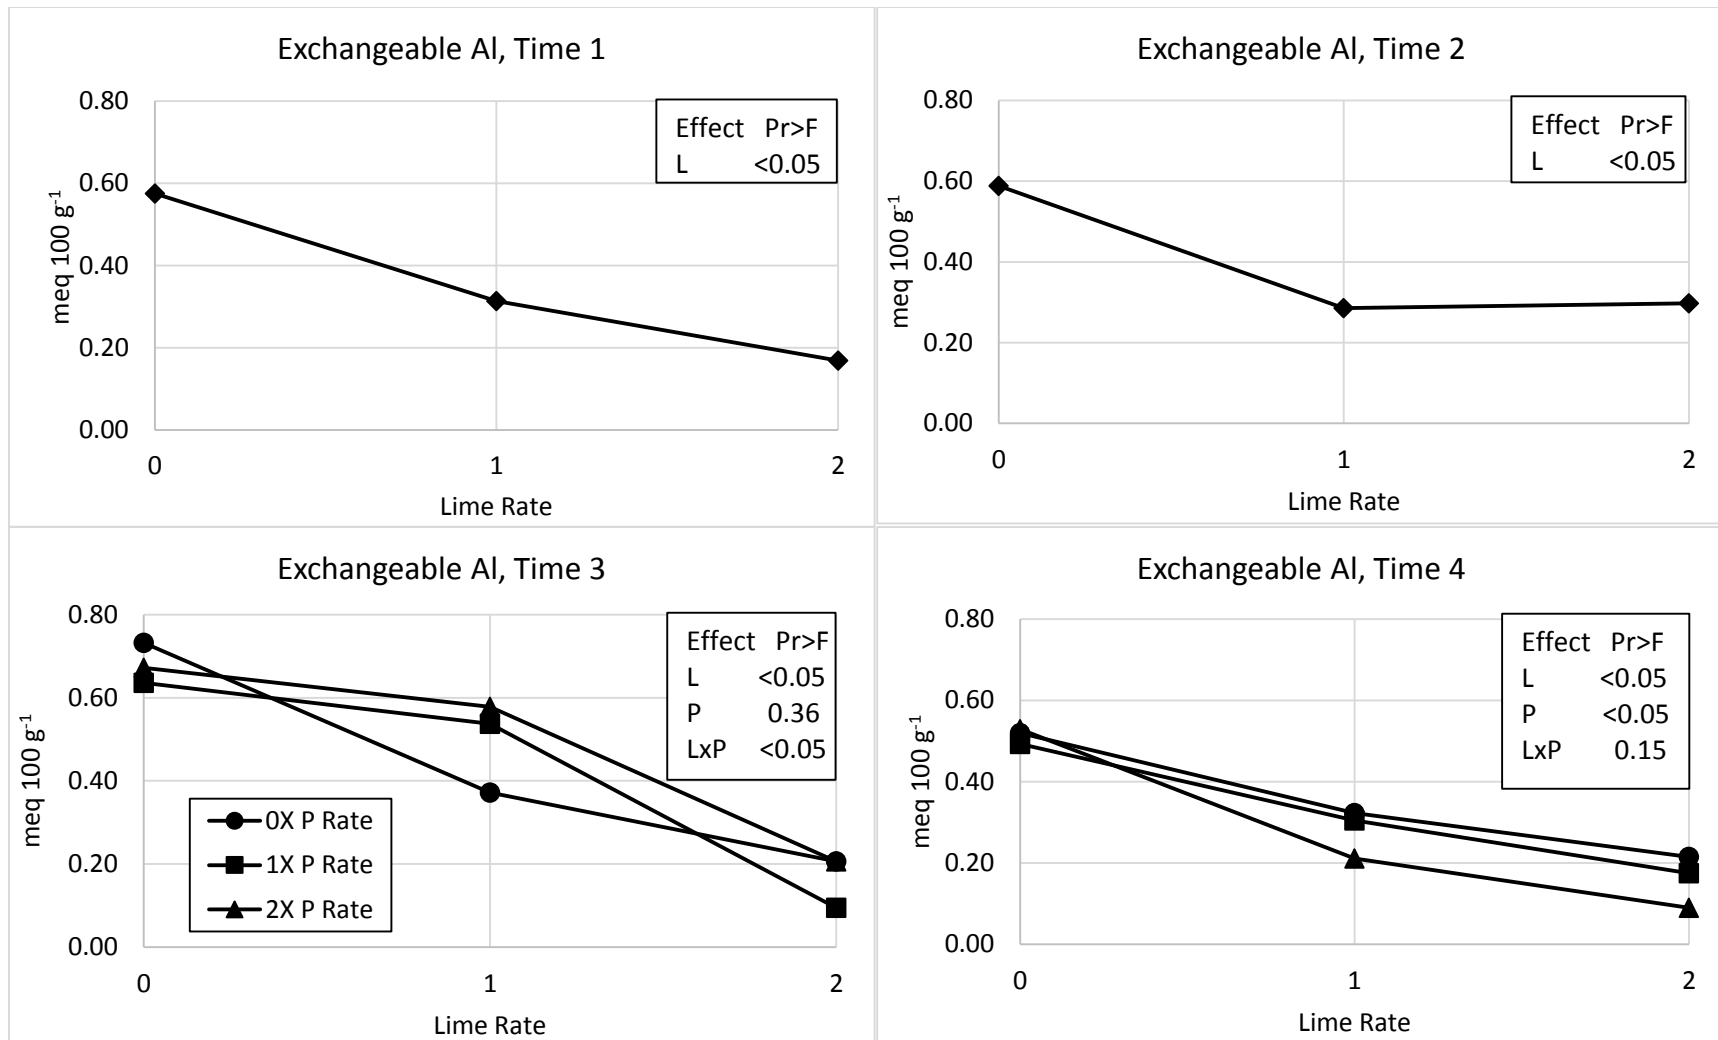 Exchangeable Al, Time 1
0.80
0.60
0.40
0.20
0.00
meq 100 g⁻¹
Effect Pr>F
L <0.05
0 1 2
Lime Rate
Exchangeable Al, Time 2
0.80
0.60
0.40
0.20
0.00
meq 100 g⁻¹
Effect Pr>F
L <0.05
0 1 2
Lime Rate
Exchangeable Al, Time 3
0.80
0.60
0.40
0.20
0.00
meq 100 g⁻¹
Effect Pr>F
L <0.05
P 0.36
LxP <0.05
0X P Rate
1X P Rate
2X P Rate
0 1 2
Lime Rate
Exchangeable Al, Time 4
0.80
0.60
0.40
0.20
0.00
meq 100 g⁻¹
Effect Pr>F
L <0.05
P <0.05
LxP 0.15
0 1 2
Lime Rate